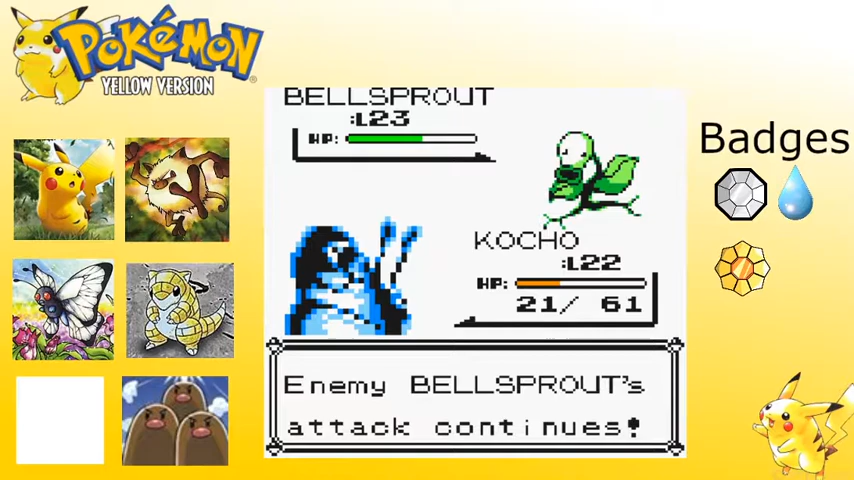 POKéMON
YELLOW VERSION
BELLSPROUT
:L23
HP:
Badges
KOCHO
:L22
HP:
21/ 61
Enemy BELLSPROUT's
attack continues!